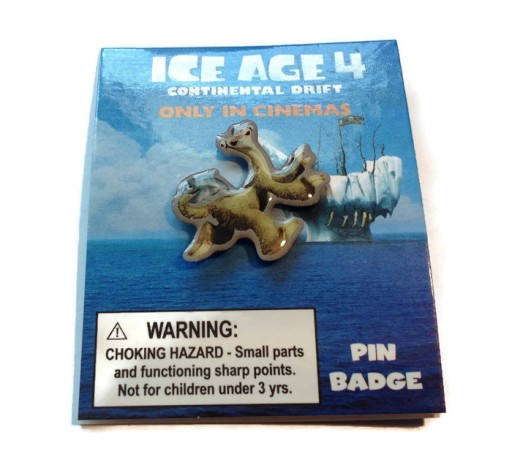 ICE AGE 4
CONTINENTAL DRIFT
ONLY IN CINEMAS
⚠ WARNING:
CHOKING HAZARD - Small parts
and functioning sharp points.
Not for children under 3 yrs.
PIN
BADGE